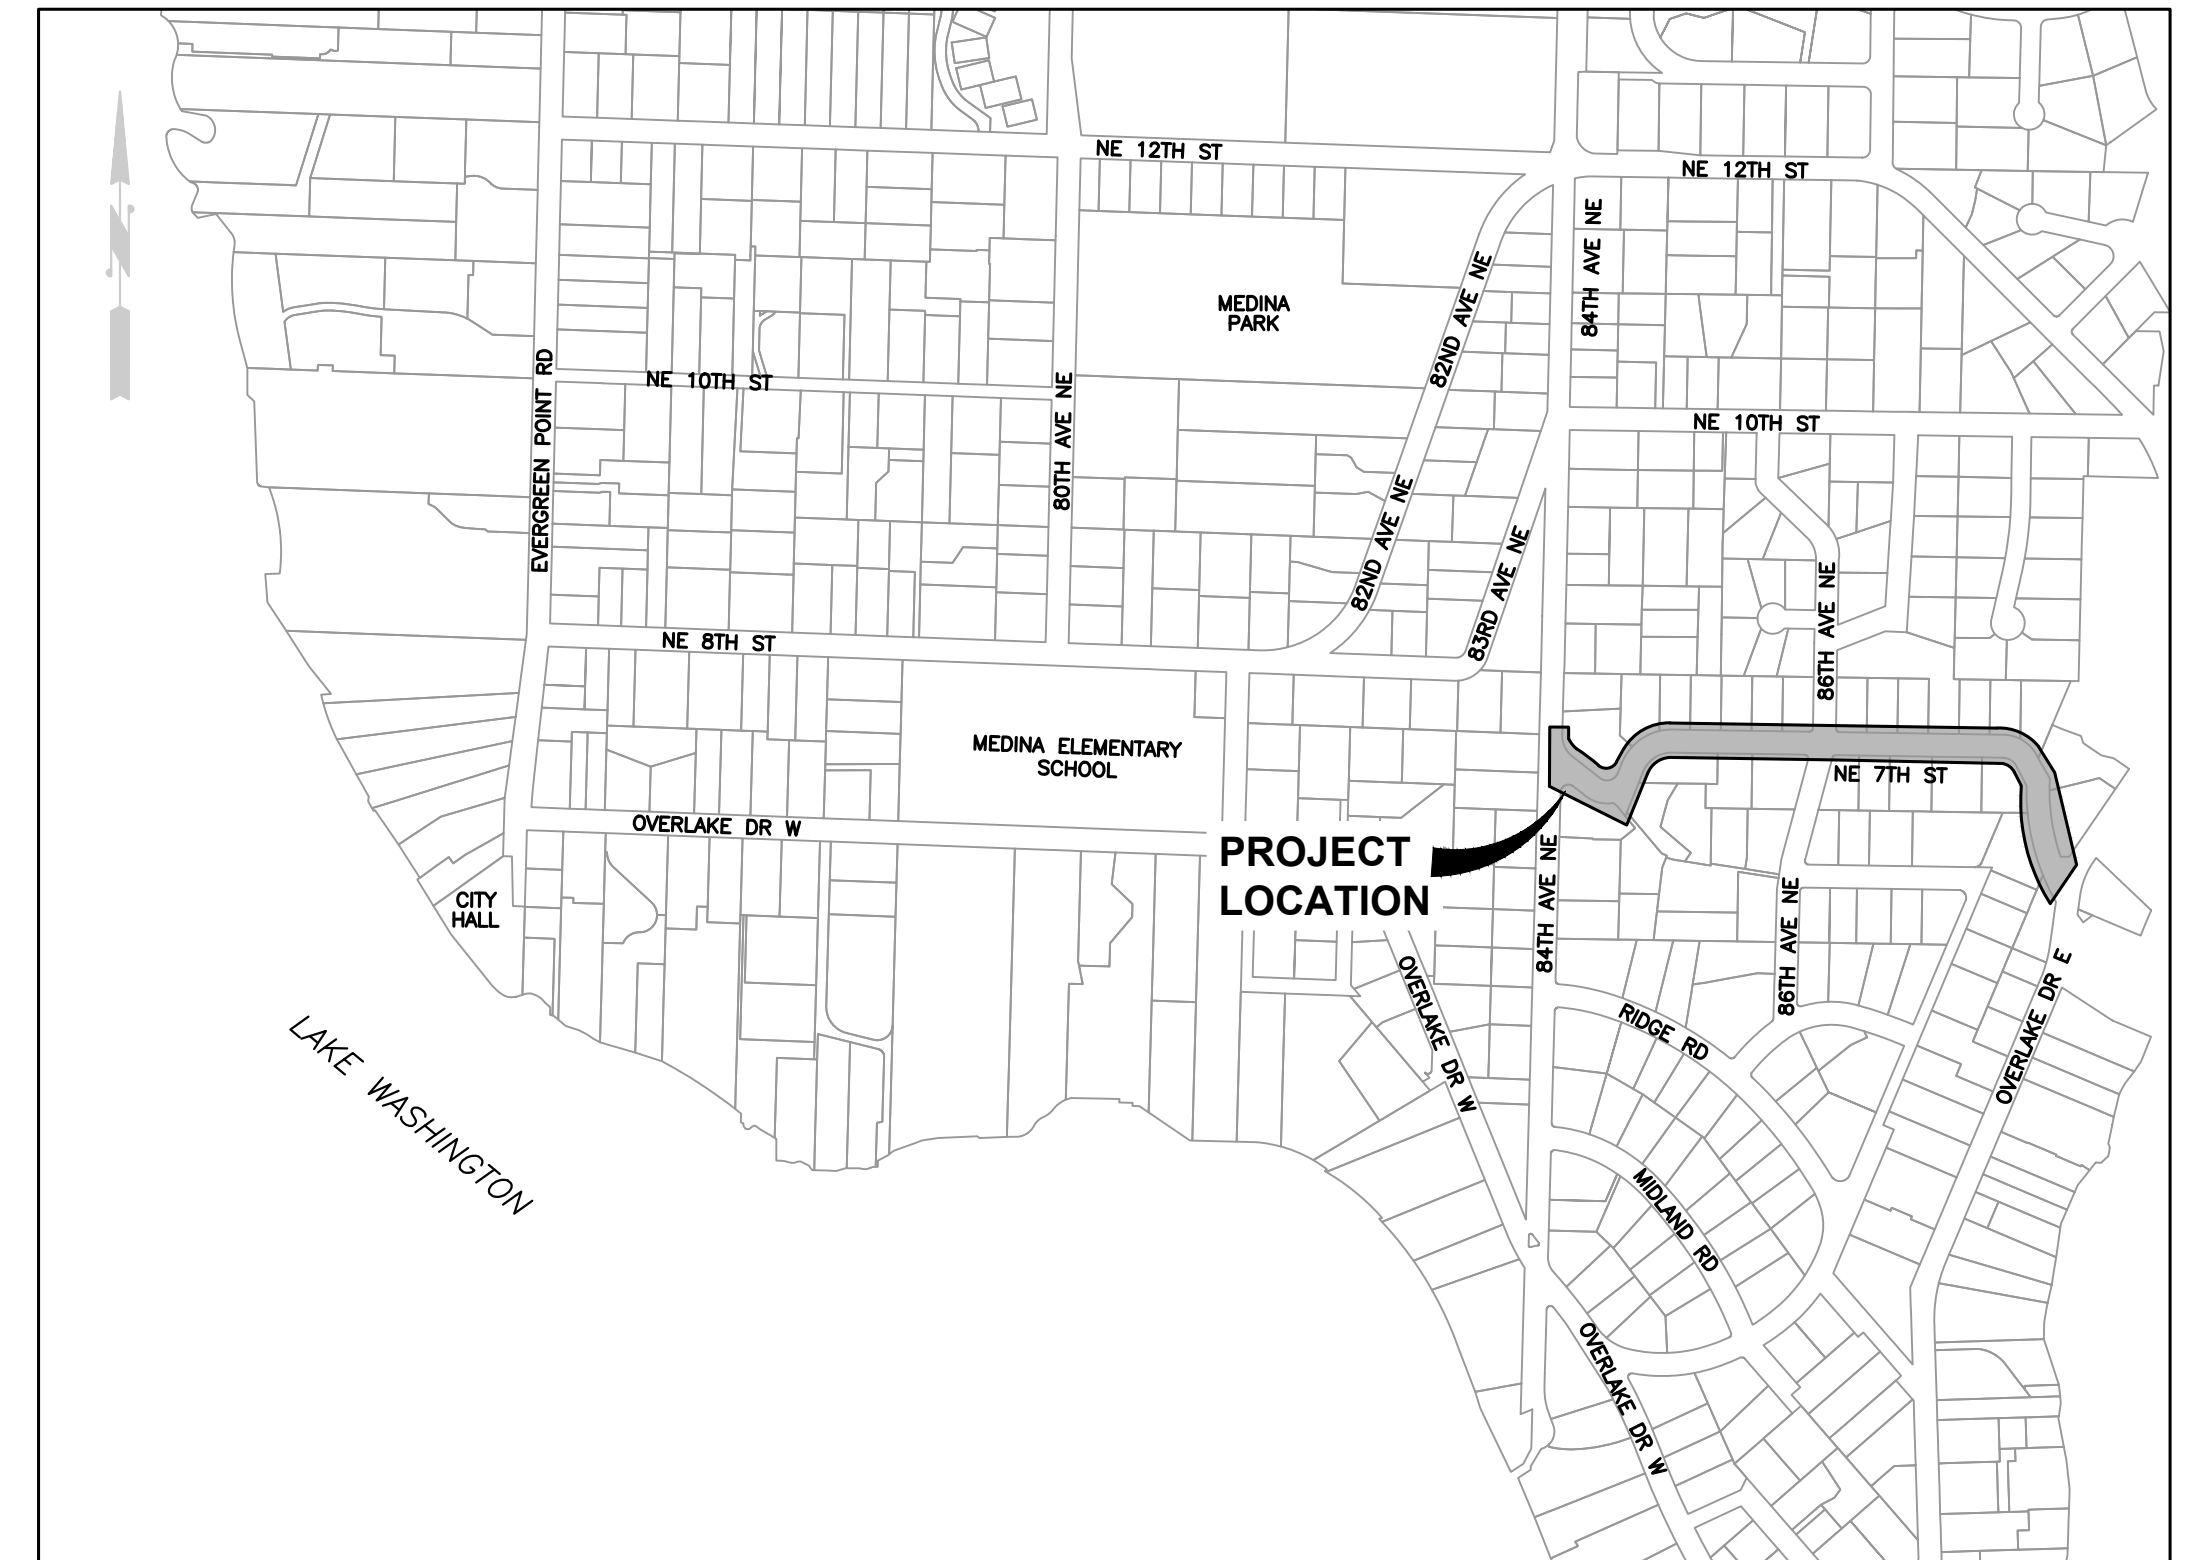 N
NE 12TH ST
NE 12TH ST
84TH AVE NE
82ND AVE NE
MEDINA
PARK
EVERGREEN POINT RD
NE 10TH ST
80TH AVE NE
NE 10TH ST
82ND AVE NE
83RD AVE NE
86TH AVE NE
NE 8TH ST
MEDINA ELEMENTARY
SCHOOL
NE 7TH ST
OVERLAKE DR W
PROJECT
LOCATION
84TH AVE NE
86TH AVE NE
CITY
HALL
OVERLAKE DR W
OVERLAKE DR E
RIDGE RD
LAKE WASHINGTON
MIDLAND RD
OVERLAKE DR W